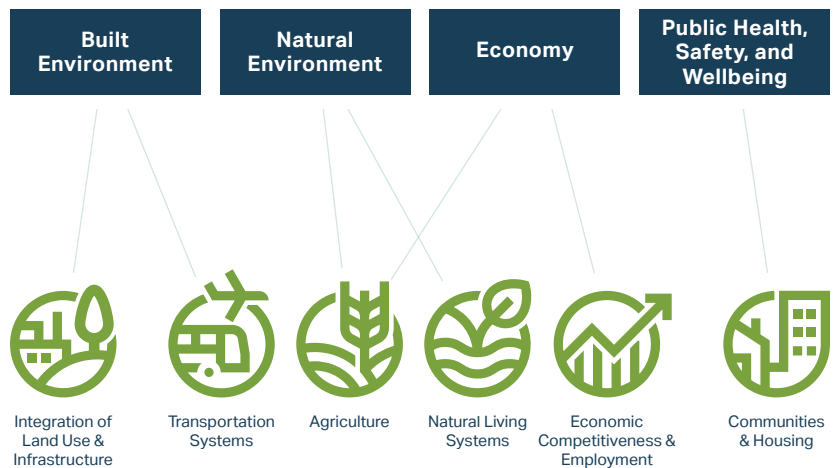 Built
Environment
Natural
Environment
Economy
Public Health,
Safety, and
Wellbeing
Integration of
Land Use &
Infrastructure
Transportation
Systems
Agriculture
Natural Living
Systems
Economic
Competitiveness &
Employment
Communities
& Housing